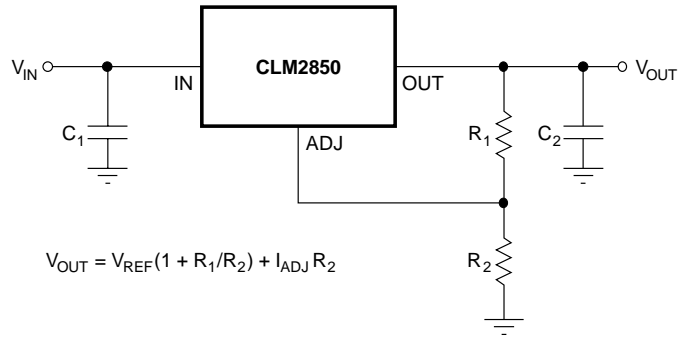 V_IN
IN
CLM2850
OUT
V_OUT
C_1
ADJ
R_1
C_2
V_OUT = V_REF(1 + R_1/R_2) + I_ADJ R_2
R_2